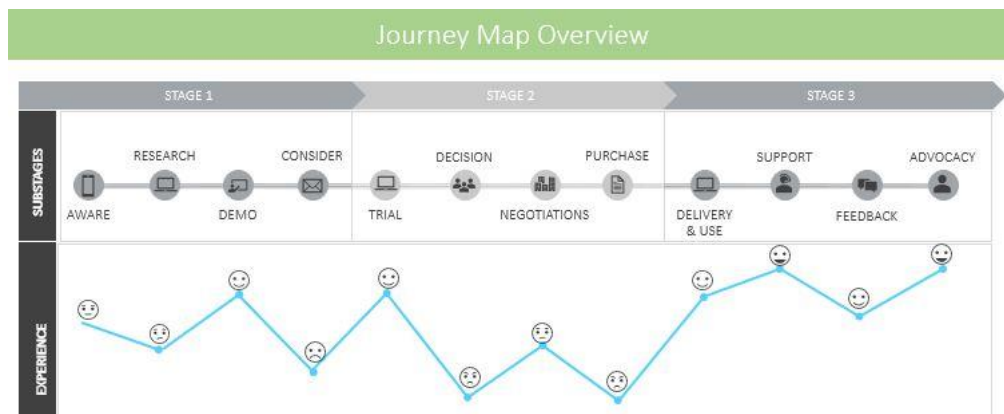 Journey Map Overview
STAGE 1
STAGE 2
STAGE 3
SUBSTAGES
AWARE
RESEARCH
DEMO
CONSIDER
TRIAL
DECISION
NEGOTIATIONS
PURCHASE
DELIVERY
& USE
SUPPORT
FEEDBACK
ADVOCACY
EXPERIENCE